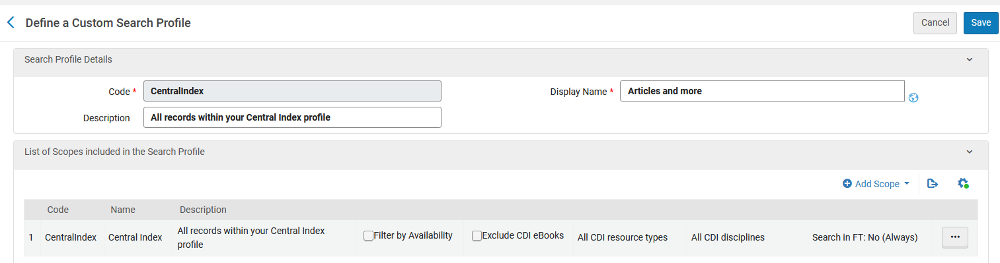 Define a Custom Search Profile
Cancel
Save
Search Profile Details
Code *
CentralIndex
Display Name *
Articles and more
Description
All records within your Central Index profile
List of Scopes included in the Search Profile
Add Scope
Code Name Description
1 CentralIndex Central Index All records within your Central Index profile Filter by Availability Exclude CDI eBooks All CDI resource types All CDI disciplines Search in FT: No (Always)